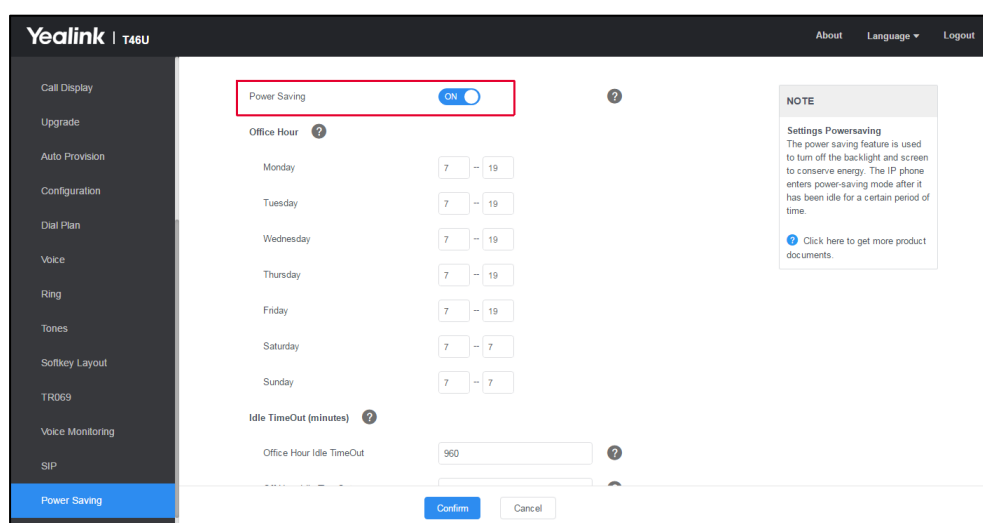 Yealink | T46U
About Language Logout
Call Display
Upgrade
Auto Provision
Configuration
Dial Plan
Voice
Ring
Tones
Softkey Layout
TR069
Voice Monitoring
SIP
Power Saving
Power Saving ON ?
Office Hour ?
Monday 7 -- 19
Tuesday 7 -- 19
Wednesday 7 -- 19
Thursday 7 -- 19
Friday 7 -- 19
Saturday 7 -- 7
Sunday 7 -- 7
Idle TimeOut (minutes) ?
Office Hour Idle TimeOut 960 ?
Confirm Cancel
NOTE
Settings Powersaving
The power saving feature is used
to turn off the backlight and screen
to conserve energy. The IP phone
enters power-saving mode after it
has been idle for a certain period of
time.
? Click here to get more product
documents.